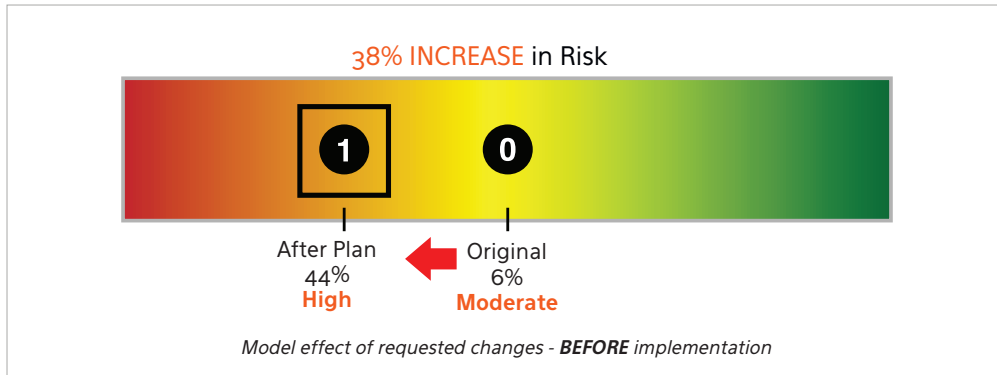 38% INCREASE in Risk
1
0
After Plan
44%
High
Original
6%
Moderate
Model effect of requested changes - BEFORE implementation